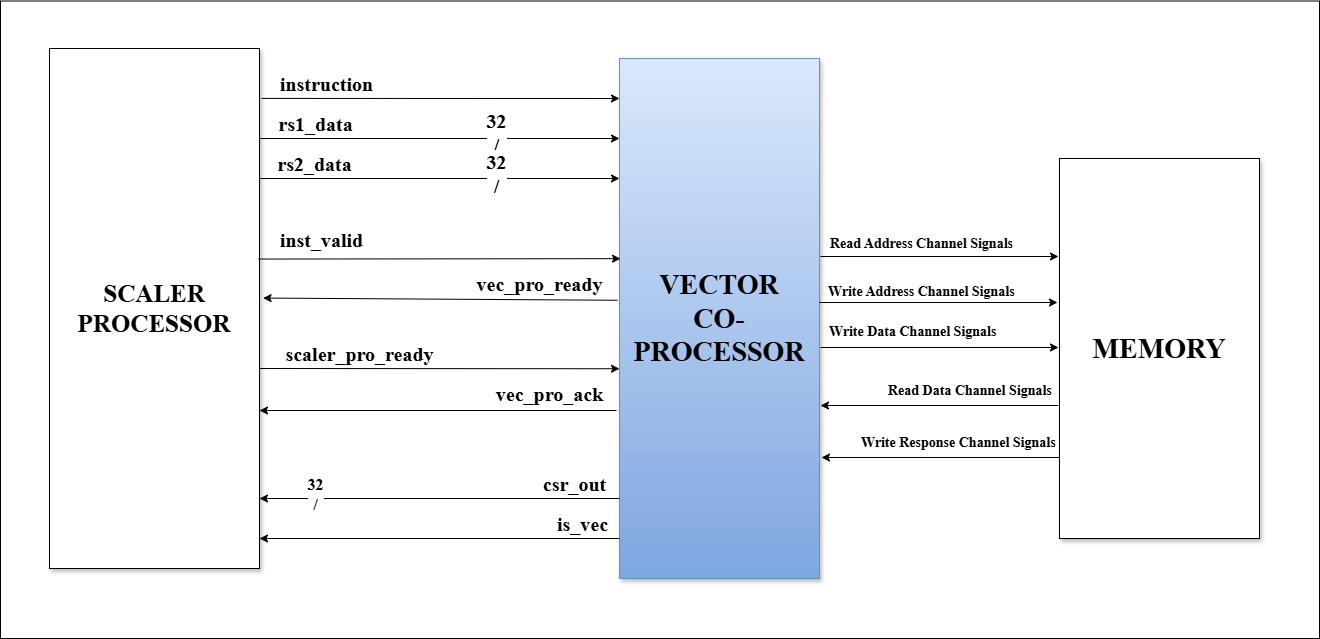 instruction
rs1_data
32
/
rs2_data
32
/
inst_valid
vec_pro_ready
scaler_pro_ready
vec_pro_ack
32
/
csr_out
is_vec
SCALER
PROCESSOR
VECTOR
CO-
PROCESSOR
Read Address Channel Signals
Write Address Channel Signals
Write Data Channel Signals
Read Data Channel Signals
Write Response Channel Signals
MEMORY